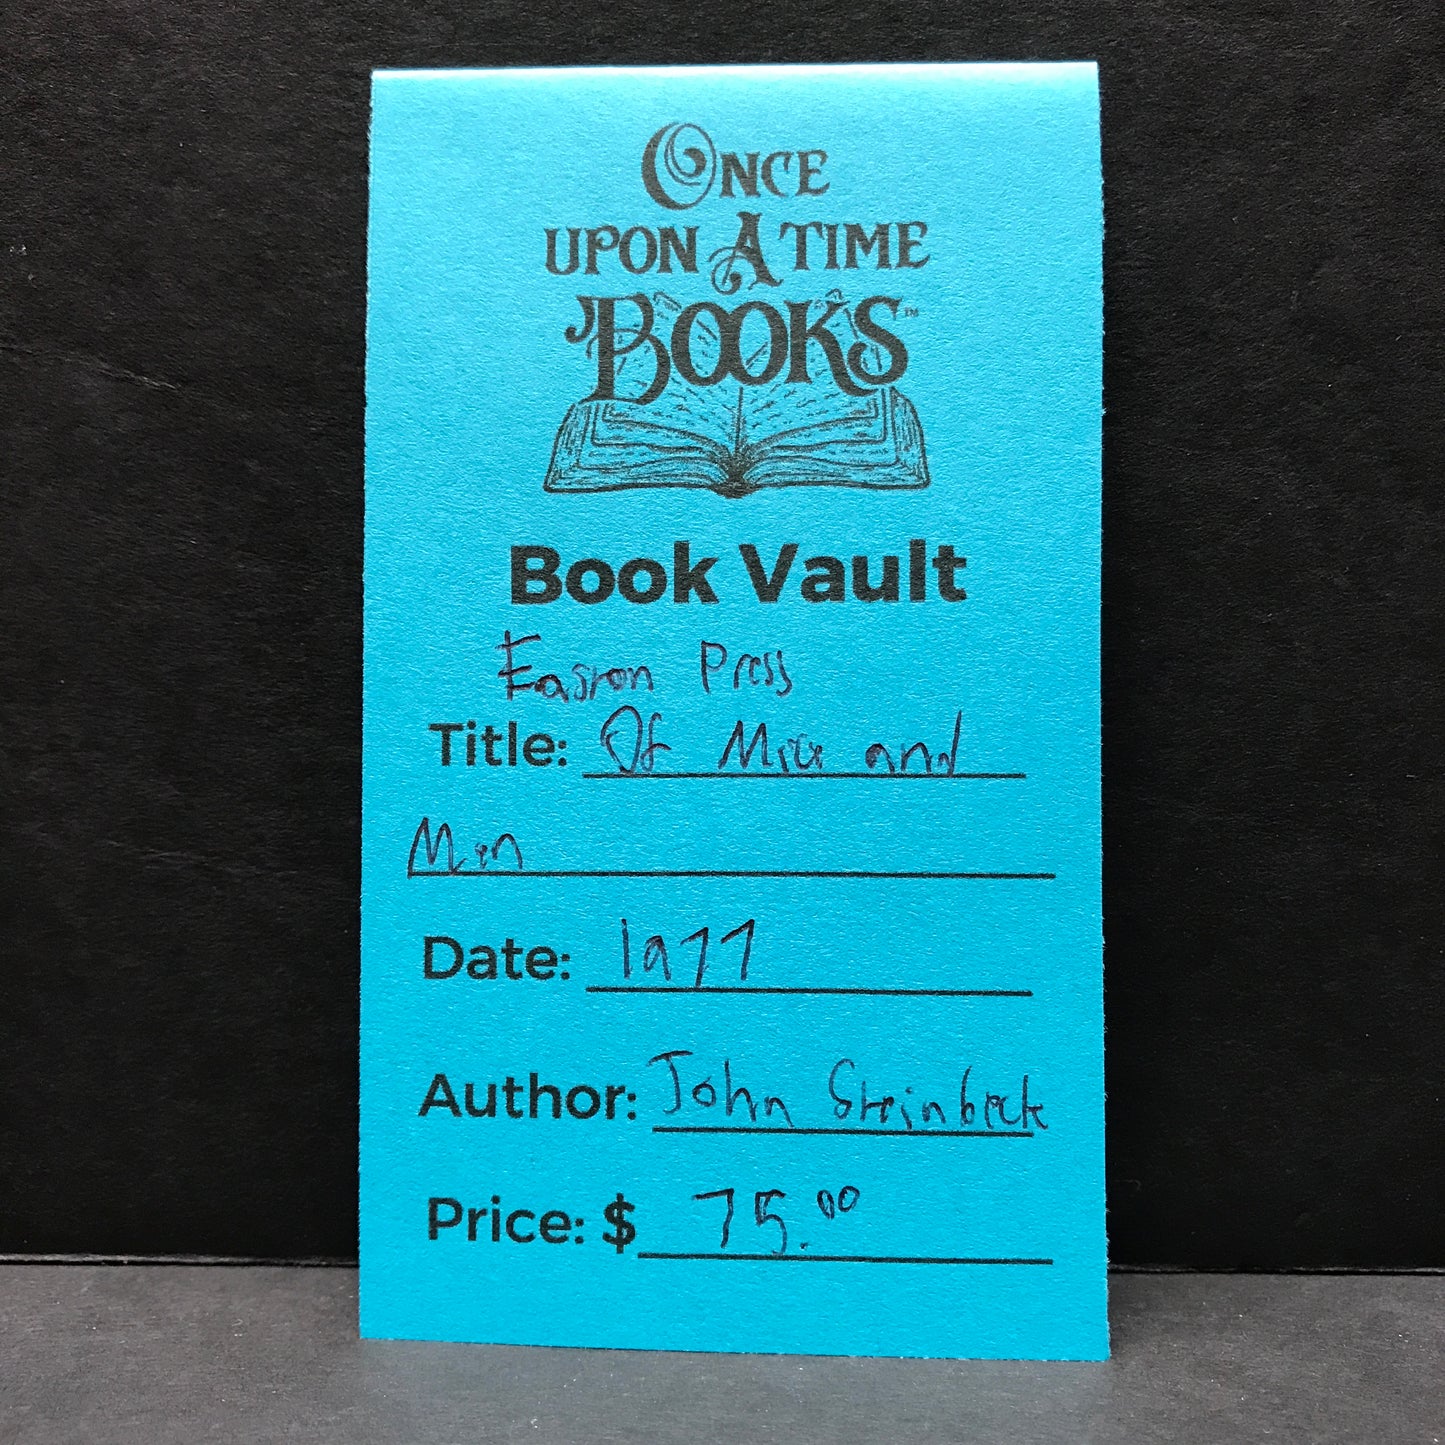 ONCE
UPON A TIME
BOOKS™
Book Vault
Easton Press
Title: Of Mice and
Men
Date: 1977
Author: John Steinbeck
Price: $ 75.00